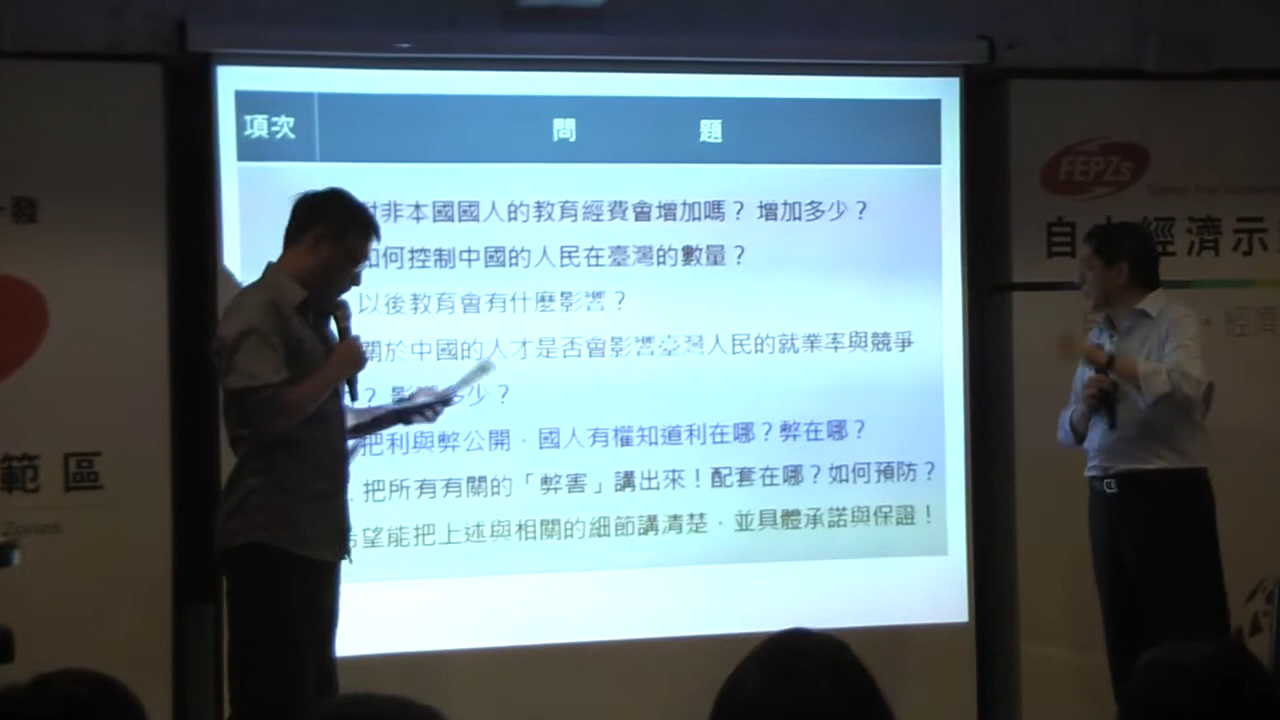 項次 問 題
對非本國國人的教育經費會增加嗎？ 增加多少？
如何控制中國的人民在臺灣的數量？
以後教育會有什麼影響？
關於中國的人才是否會影響臺灣人民的就業率與競爭
？影響多少？
把利與弊公開，國人有權知道利在哪？弊在哪？
把所有有關的「弊害」講出來！配套在哪？如何預防？
希望能把上述與相關的細節講清楚，並具體承諾與保證！
發
範區
Zones
FEPZs
自由經濟示
經濟